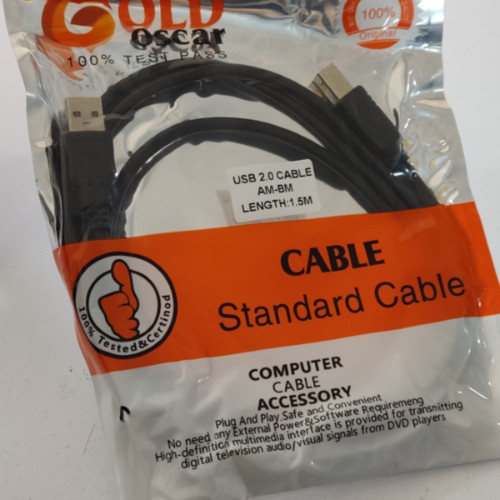 GOLD
oscar
100% TEST PASS
100%
Original
USB 2.0 CABLE
AM-BM
LENGTH:1.5M
CABLE
Standard Cable
100% Tested&Certinod
COMPUTER
CABLE
ACCESSORY
Plug And Play,Safe and Convenient
No need any External Power&Software Requiremeng
High-definition multimedia interface is provided for transmitting
digital television audio/visual signals from DVD players